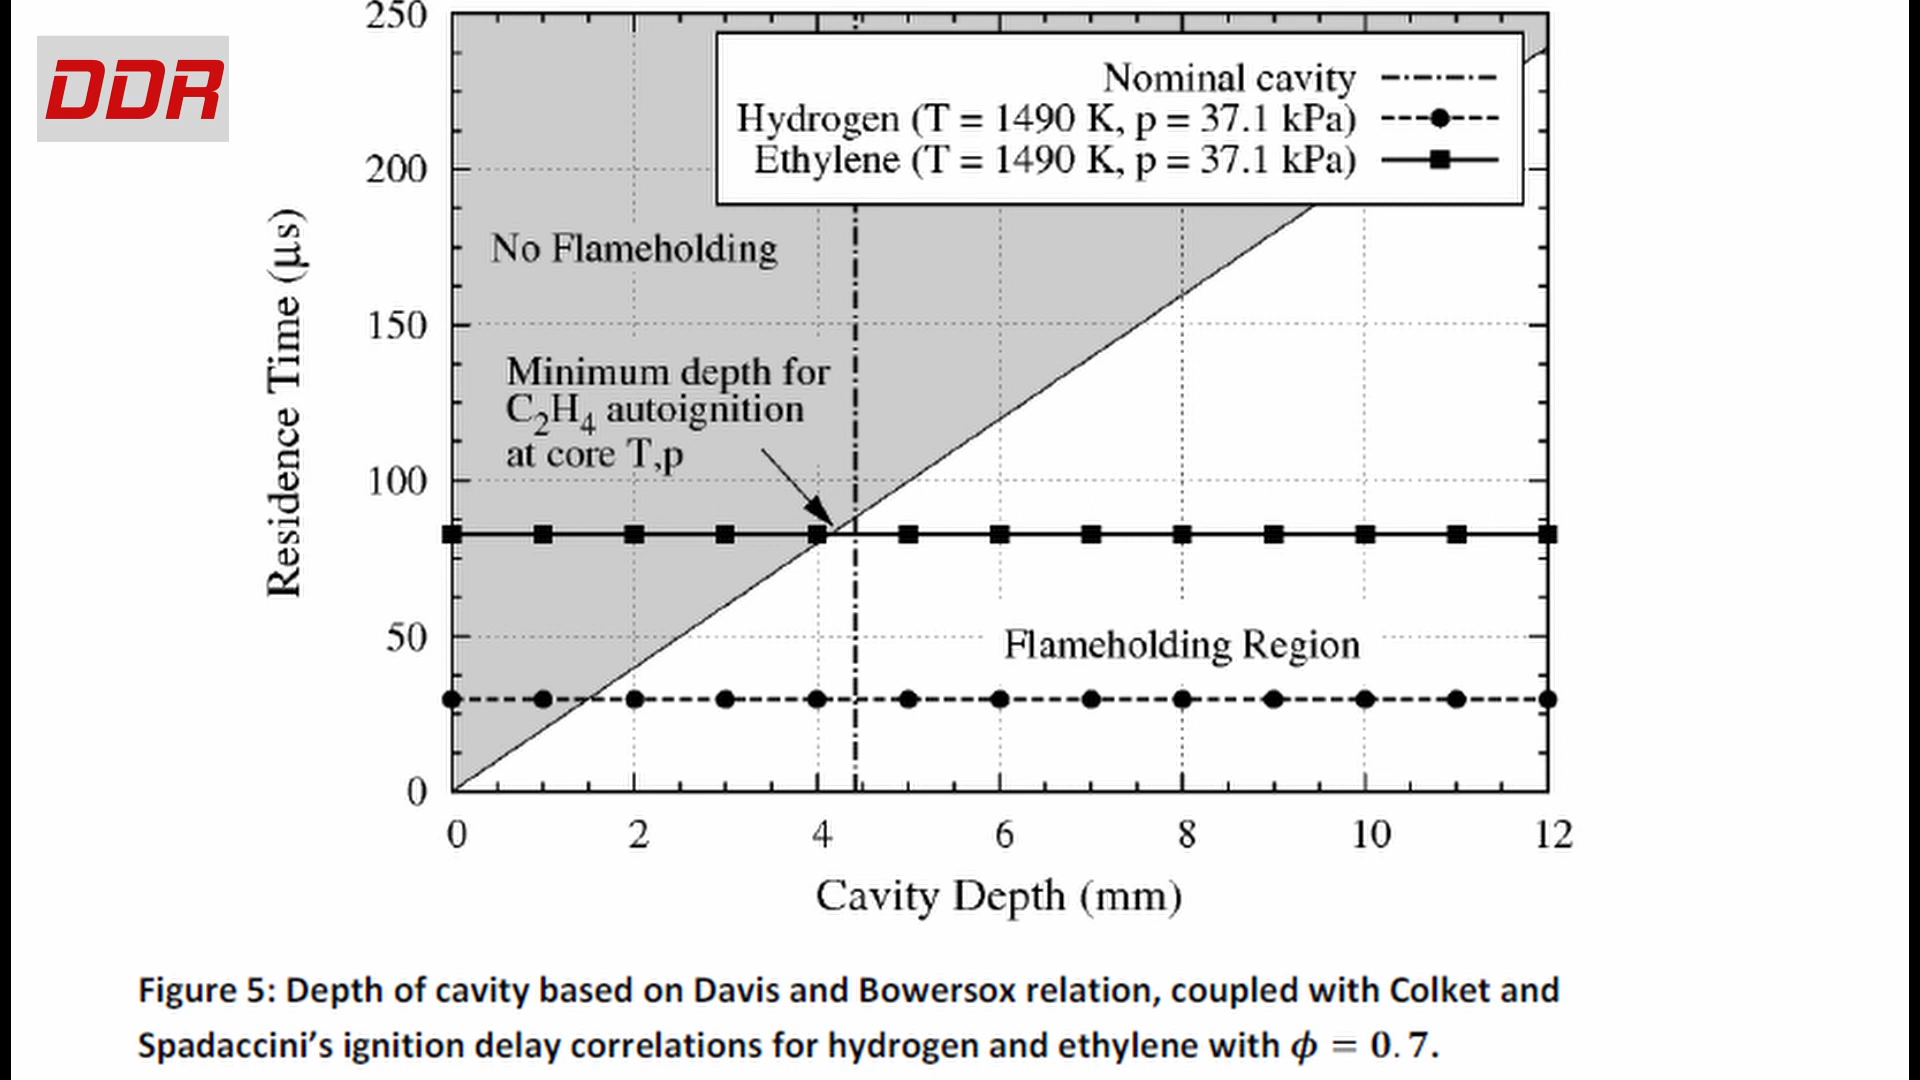 DDR
250
200
150
100
50
0
Residence Time (μs)
Nominal cavity
Hydrogen (T = 1490 K, p = 37.1 kPa)
Ethylene (T = 1490 K, p = 37.1 kPa)
No Flameholding
Minimum depth for
C₂H₄ autoignition
at core T,p
Flameholding Region
0 2 4 6 8 10 12
Cavity Depth (mm)
Figure 5: Depth of cavity based on Davis and Bowersox relation, coupled with Colket and
Spadaccini’s ignition delay correlations for hydrogen and ethylene with ϕ = 0.7.